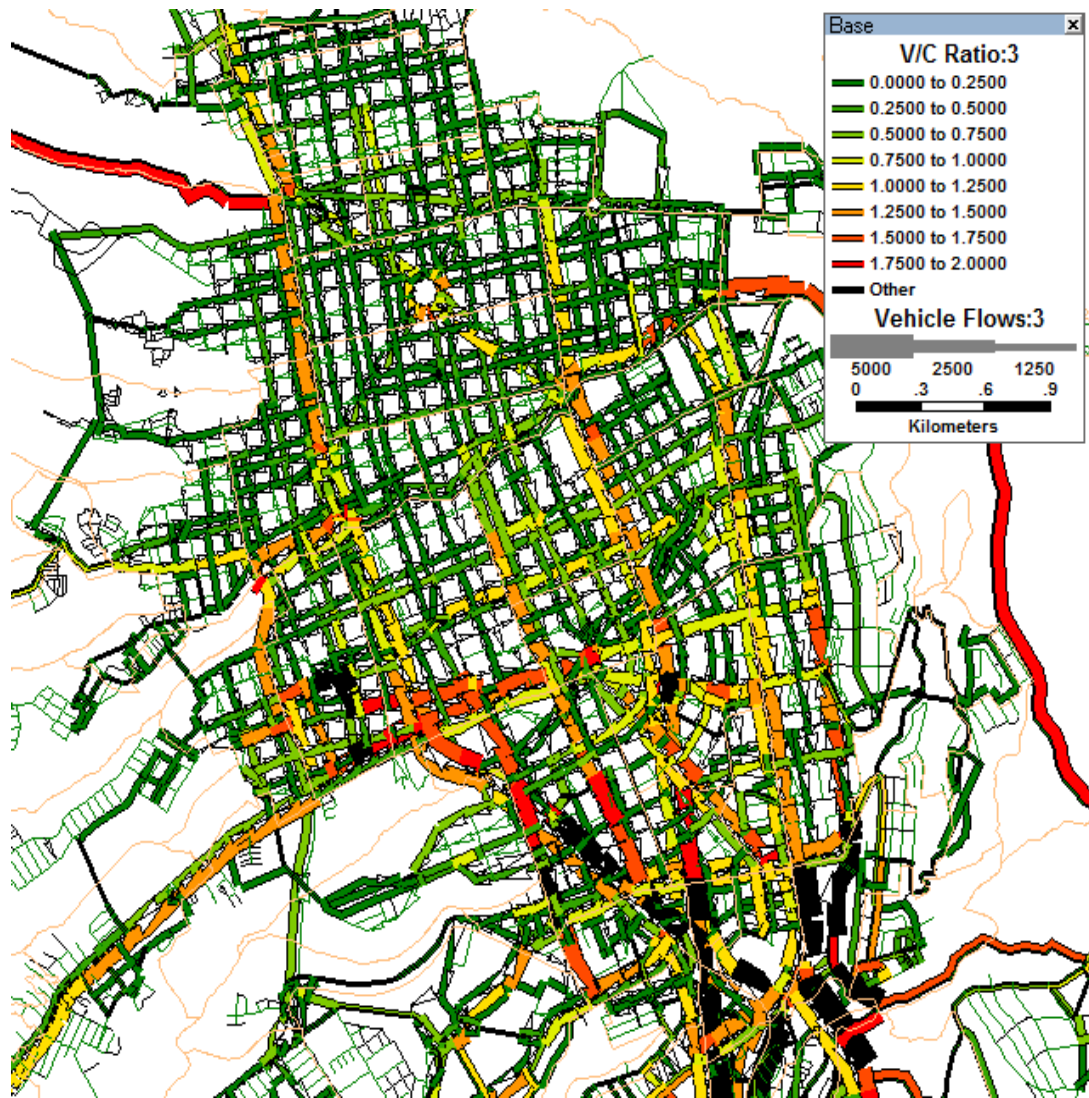 Base
V/C Ratio:3
0.0000 to 0.2500
0.2500 to 0.5000
0.5000 to 0.7500
0.7500 to 1.0000
1.0000 to 1.2500
1.2500 to 1.5000
1.5000 to 1.7500
1.7500 to 2.0000
Other
Vehicle Flows:3
5000 2500 1250
0 .3 .6 .9
Kilometers